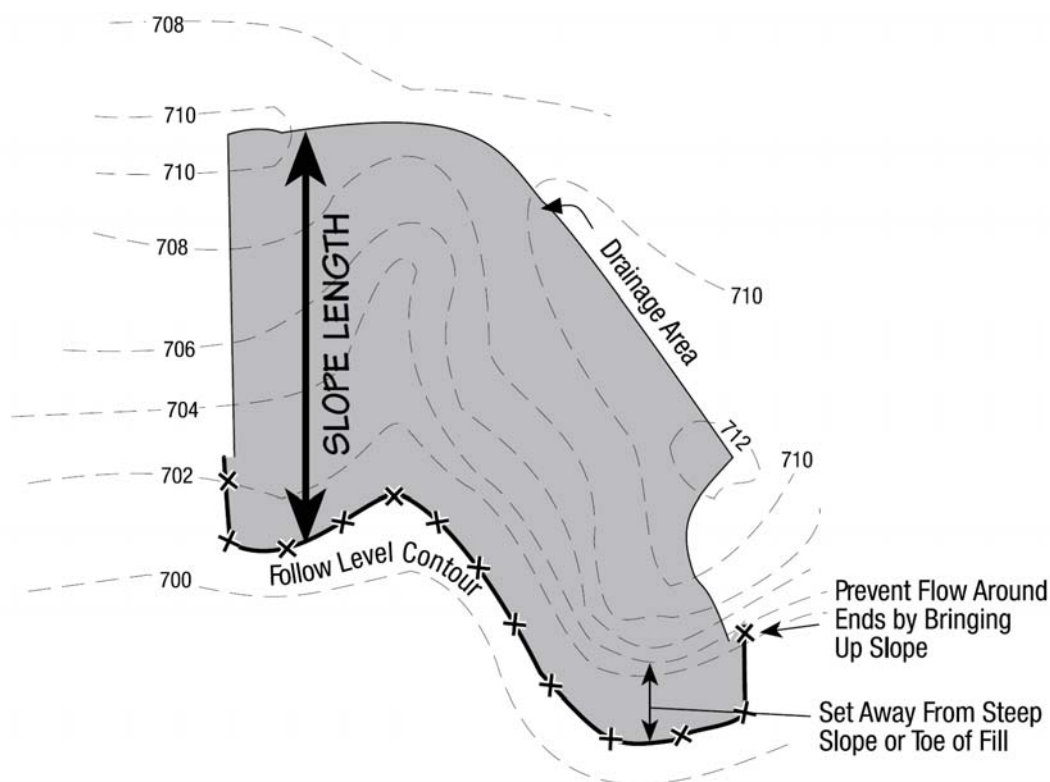 708
710
710
708
SLOPE LENGTH
Drainage Area
710
706
704
712
710
702
700
Follow Level Contour
Prevent Flow Around
Ends by Bringing
Up Slope
Set Away From Steep
Slope or Toe of Fill